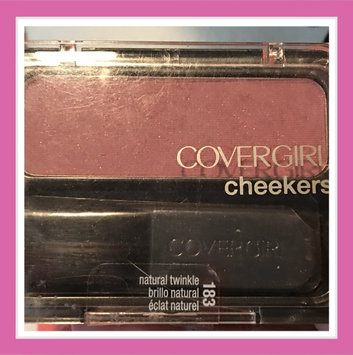 COVERGIRL
cheekers
COVERGIRL
natural twinkle
brillo natural
éclat naturel
183